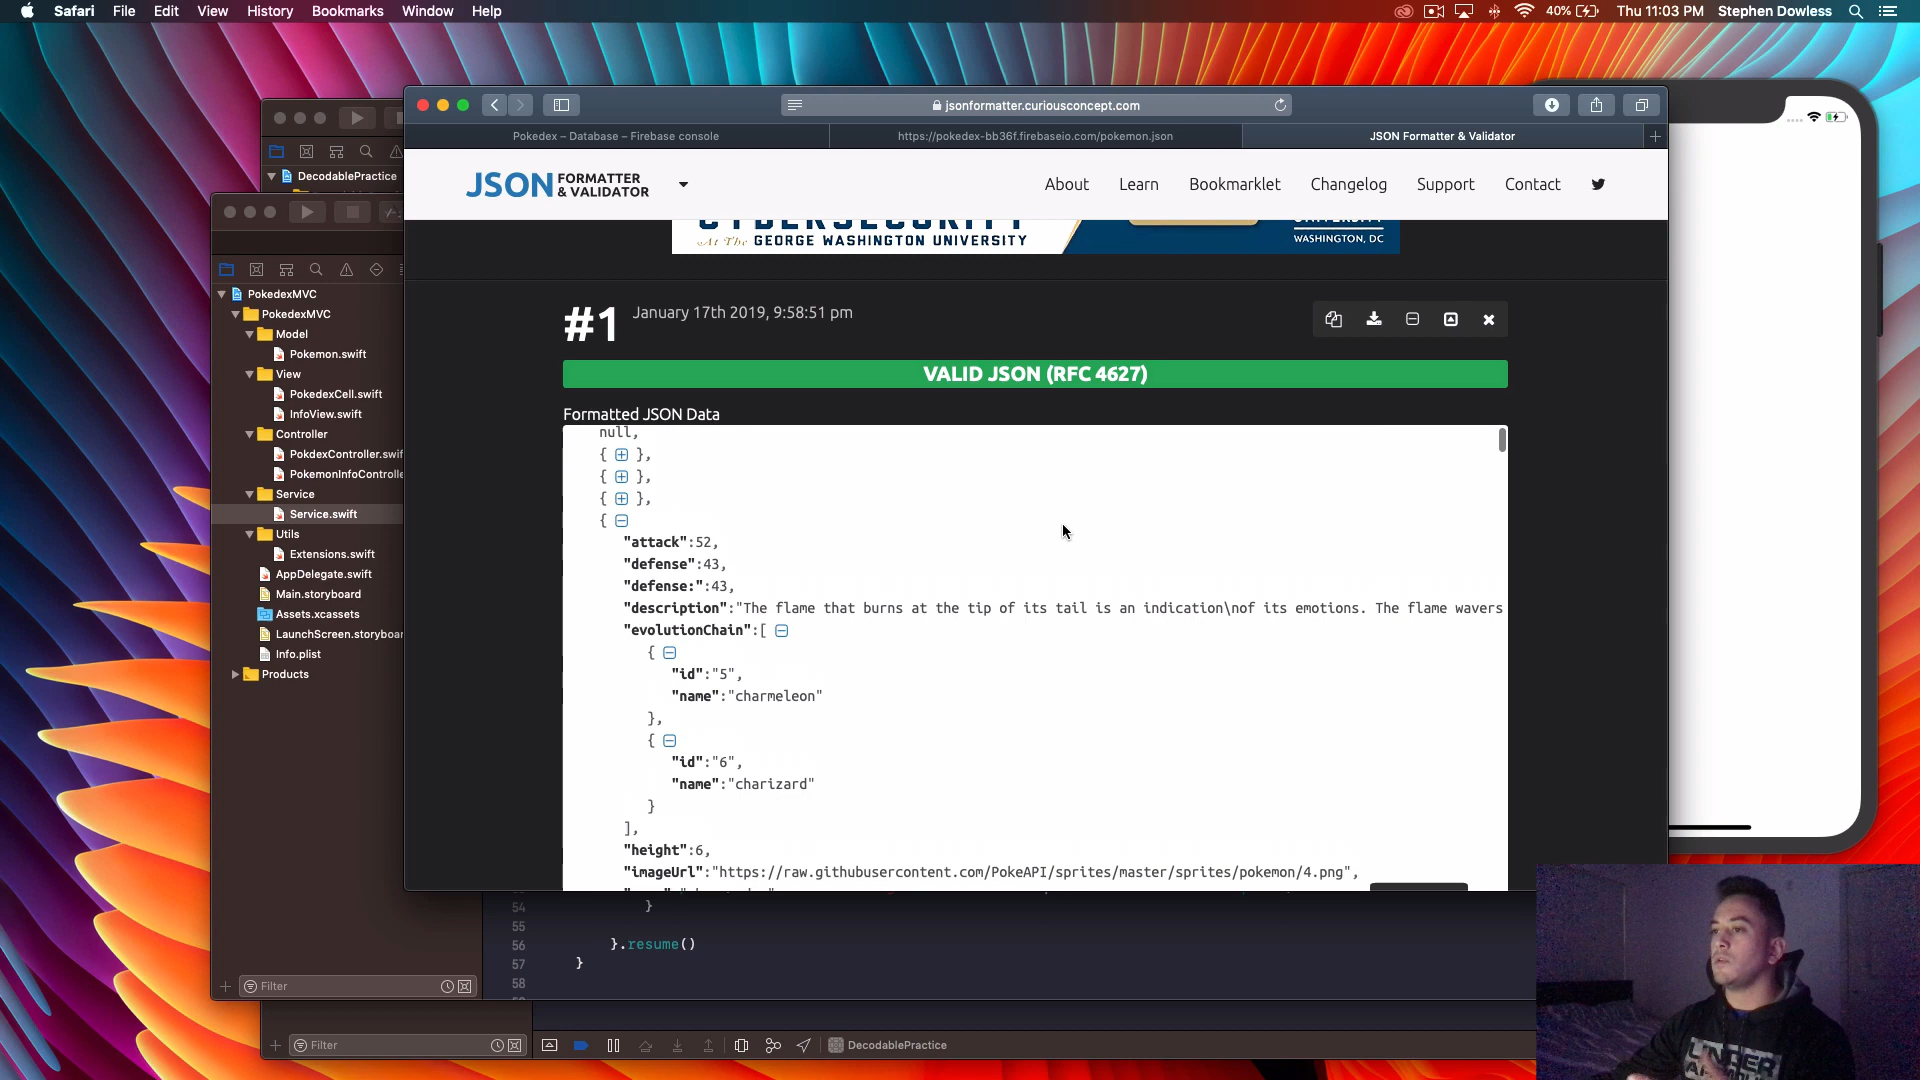 Safari File Edit View History Bookmarks Window Help
40% Thu 11:03 PM Stephen Dowless
jsonformatter.curiousconcept.com
Pokedex – Database – Firebase console
https://pokedex-bb36f.firebaseio.com/pokemon.json
JSON Formatter & Validator
JSON FORMATTER
& VALIDATOR
About Learn Bookmarklet Changelog Support Contact
CYBERSECURITY
At The GEORGE WASHINGTON UNIVERSITY
UNIVERSITY
WASHINGTON, DC
#1 January 17th 2019, 9:58:51 pm
VALID JSON (RFC 4627)
Formatted JSON Data
null,
{ },
{ },
{ },
{
"attack":52,
"defense":43,
"defense:":43,
"description":"The flame that burns at the tip of its tail is an indication\nof its emotions. The flame wavers
"evolutionChain":[
{
"id":"5",
"name":"charmeleon"
},
{
"id":"6",
"name":"charizard"
}
],
"height":6,
"imageUrl":"https://raw.githubusercontent.com/PokeAPI/sprites/master/sprites/pokemon/4.png",
DecodablePractice
PokedexMVC
PokedexMVC
Model
Pokemon.swift
View
PokedexCell.swift
InfoView.swift
Controller
PokdexController.swif
PokemonInfoControlle
Service
Service.swift
Utils
Extensions.swift
AppDelegate.swift
Main.storyboard
Assets.xcassets
LaunchScreen.storyboar
Info.plist
Products
54 }
55
56 }.resume()
57 }
58
Filter
Filter
DecodablePractice
UNDER